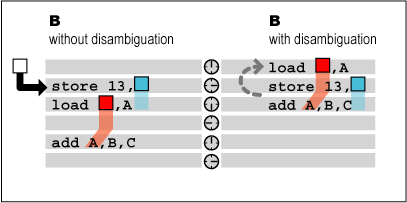 B
without disambiguation
store 13,
load ,A
add A,B,C
B
with disambiguation
load ,A
store 13,
add A,B,C